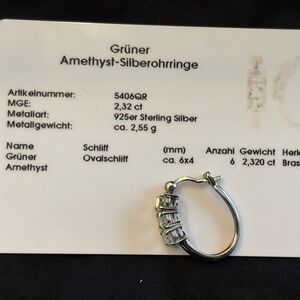 Grüner
Amethyst-Silberohrringe
Artikelnummer: 5406QR
MGE: 2,32 ct
Metallart: 925er Sterling Silber
Metallgewicht: ca. 2,55 g
Name Schliff (mm) Anzahl Gewicht
Grüner Ovalschliff ca. 6x4 6 2,320 ct
Amethyst